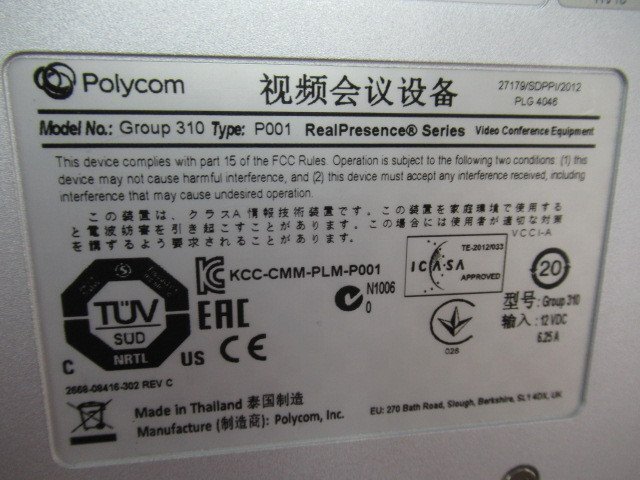 Polycom 视频会议设备 27179/SDPPI/2012
PLG 4046
Model No.: Group 310 Type: P001 RealPresence® Series Video Conference Equipment
This device complies with part 15 of the FCC Rules. Operation is subject to the following two conditions: (1) this
device may not cause harmful interference, and (2) this device must accept any interference received, including
interference that may cause undesired operation.
この装置は、クラスA情報技術装置です。この装置を家庭環境で使用する
と電波妨害を引き起こすことがあります。この場合には使用者が適切な対策
を講ずるよう要求されることがあります。 VCCI-A
KCC-CMM-PLM-P001
N1006
0
TE-2012/033
ICASA
APPROVED
20
TÜV
SUD
NRTL
C US
EAC CE
028
型号: Group 310
输入: 12 VDC
6.25 A
2568-08416-302 REV C
Made in Thailand 泰国制造
Manufacture (制造商): Polycom, Inc.
EU: 270 Bath Road, Slough, Berkshire, SL1 4DX, UK